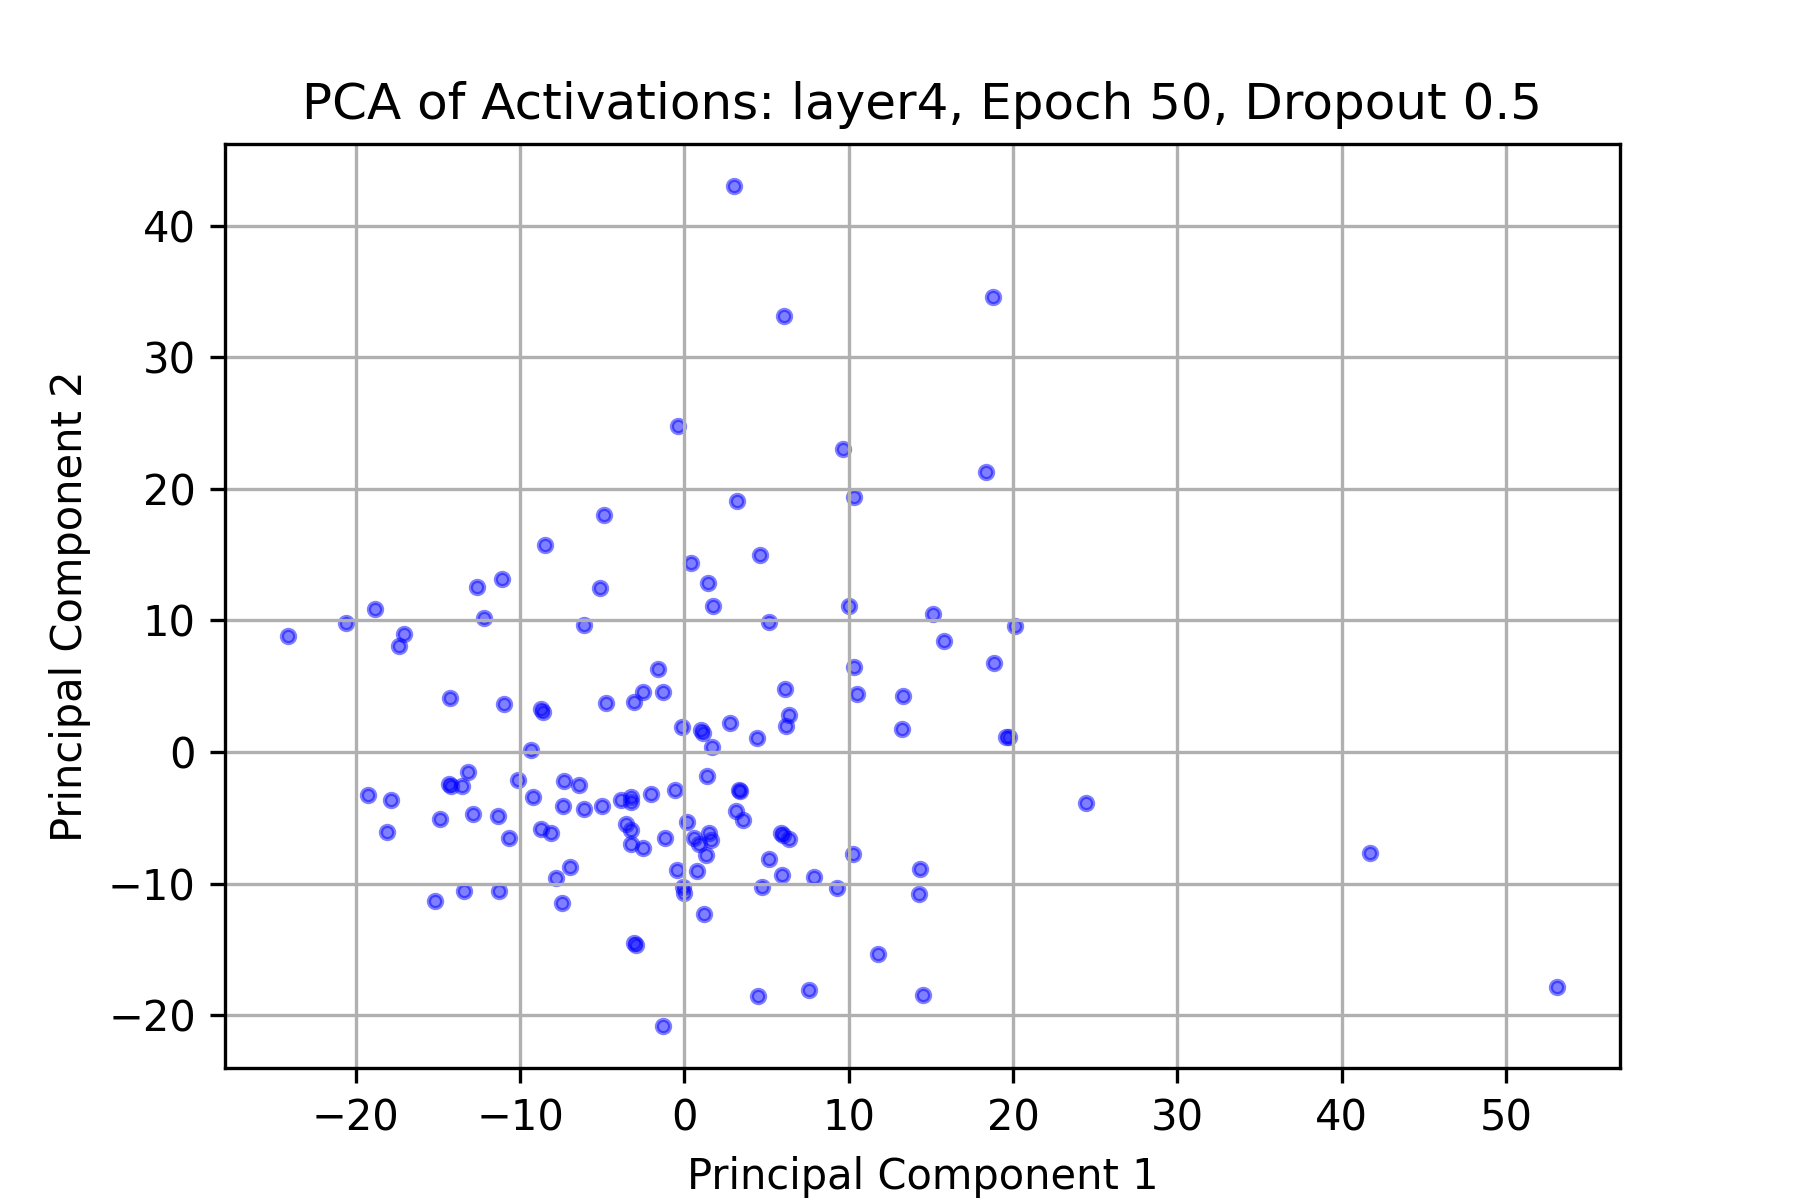 PCA of Activations: layer4, Epoch 50, Dropout 0.5
Principal Component 2
40
30
20
10
0
−10
−20
−20 −10 0 10 20 30 40 50
Principal Component 1